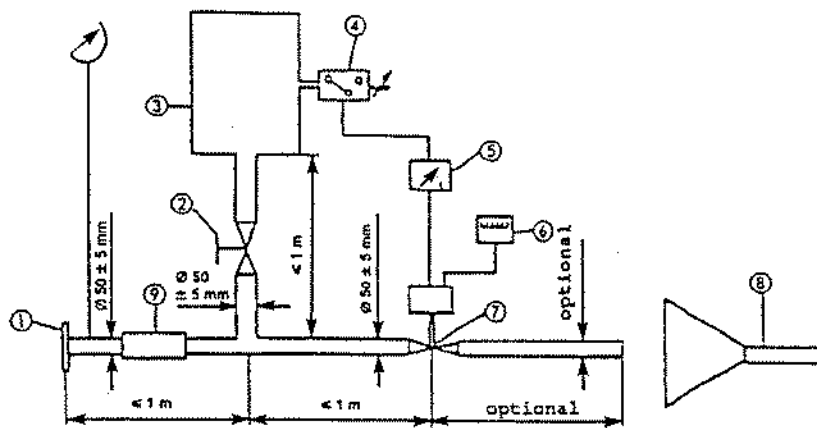 ④
③
⑤
②
⑥
Ø 50 ± 5 mm
< 1 m
Ø 50 ± 5 mm
optional
Ø 50
± 5 mm
①
⑨
⑦
⑧
< 1 m
< 1 m
optional